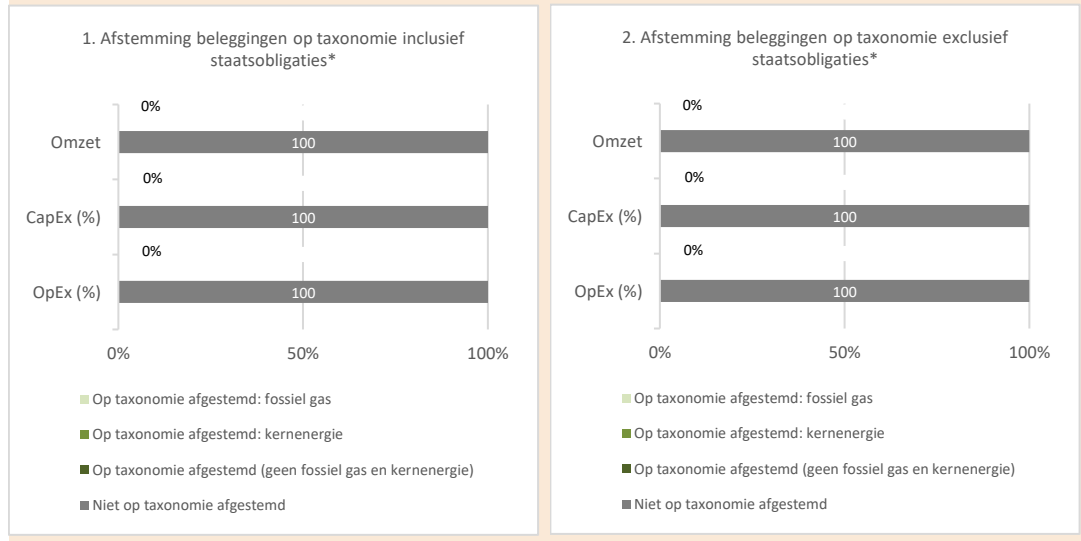 1. Afstemming beleggingen op taxonomie inclusief
staatsobligaties*
0%
Omzet
100
0%
CapEx (%)
100
0%
OpEx (%)
100
0%
50%
100%
Op taxonomie afgestemd: fossiel gas
Op taxonomie afgestemd: kernenergie
Op taxonomie afgestemd (geen fossiel gas en kernenergie)
Niet op taxonomie afgestemd
2. Afstemming beleggingen op taxonomie exclusief
staatsobligaties*
0%
Omzet
100
0%
CapEx (%)
100
0%
OpEx (%)
100
0%
50%
100%
Op taxonomie afgestemd: fossiel gas
Op taxonomie afgestemd: kernenergie
Op taxonomie afgestemd (geen fossiel gas en kernenergie)
Niet op taxonomie afgestemd